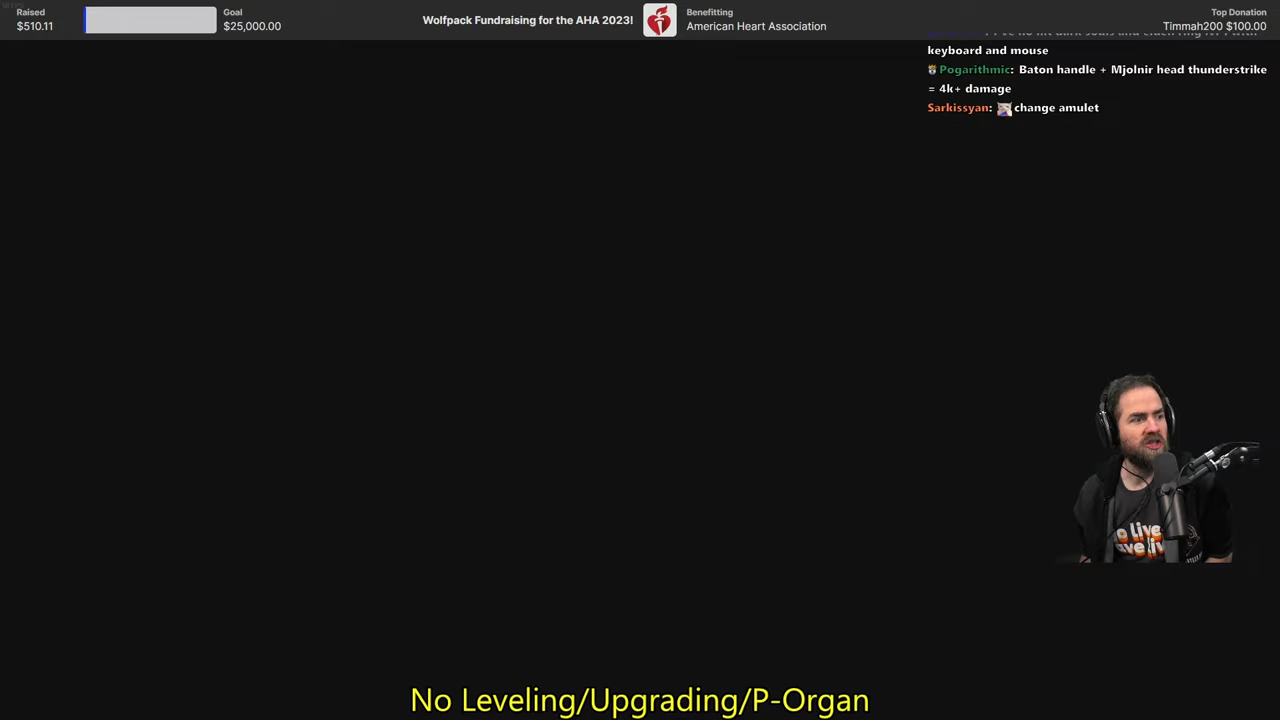 Raised
$510.11
Goal
$25,000.00
Wolfpack Fundraising for the AHA 2023!
Benefitting
American Heart Association
Top Donation
Timmah200 $100.00
keyboard and mouse
Pogarithmic: Baton handle + Mjolnir head thunderstrike
= 4k+ damage
Sarkissyan: change amulet
No Leveling/Upgrading/P-Organ